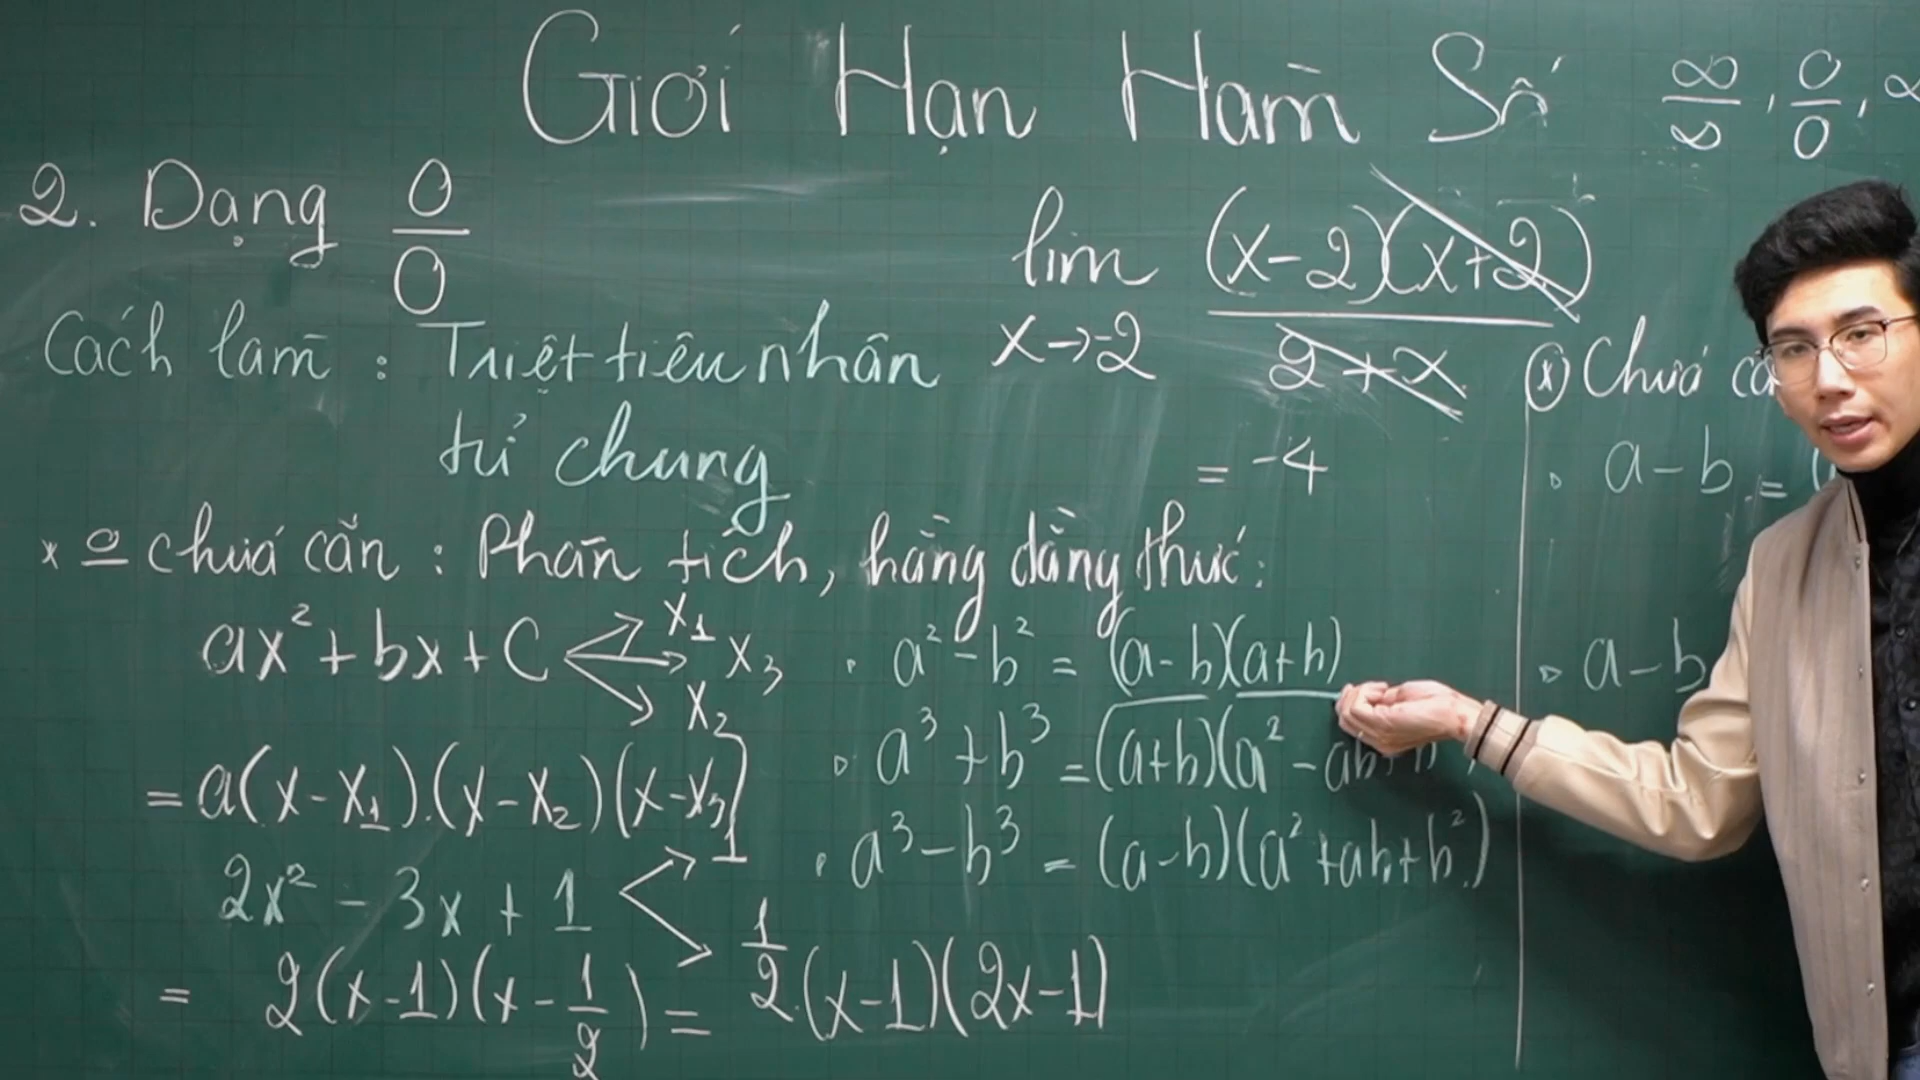 Giới Hạn Hàm Số ∞/∞, 0/0,
2. Dạng 0/0
lim x→-2 (x-2)(x+2)/2+x
Cách làm : Triệt tiêu nhân
tử chung
= -4
* 0 chứa căn : Phân tích, hằng đẳng thức :
ax² + bx + C x₁ x₃ x₂
= a(x-x₁).(x-x₂)(x-x₃)
2x² - 3x + 1 1 1/2
= 2(x-1)(x-1/2) = (x-1)(2x-1)
• a² - b² = (a-b)(a+b)
▹ a³ + b³ = (a+b)(a² - ab
• a³ - b³ = (a-b)(a² + ab + b²)
(*) Chứa
▹ a - b = (
▹ a - b